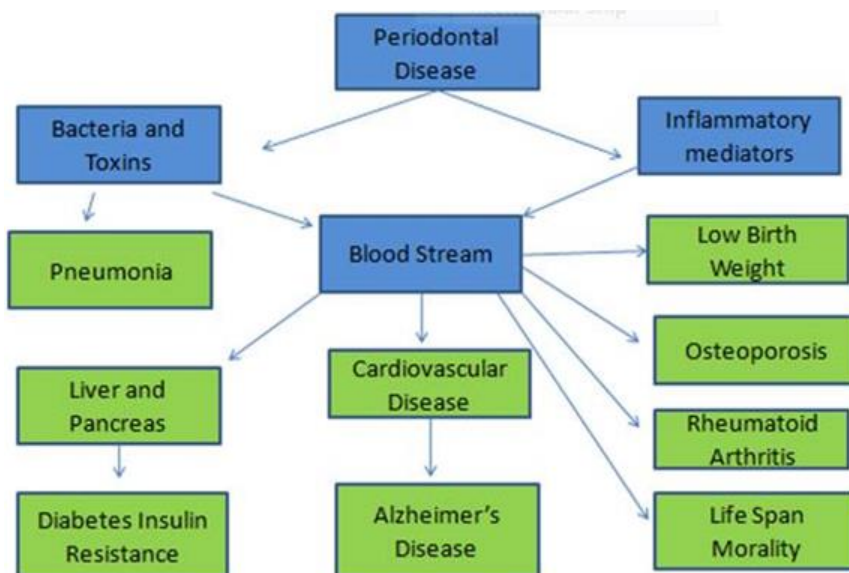 Periodontal
Disease
Bacteria and
Toxins
Inflammatory
mediators
Pneumonia
Blood Stream
Low Birth
Weight
Liver and
Pancreas
Cardiovascular
Disease
Osteoporosis
Rheumatoid
Arthritis
Diabetes Insulin
Resistance
Alzheimer's
Disease
Life Span
Morality